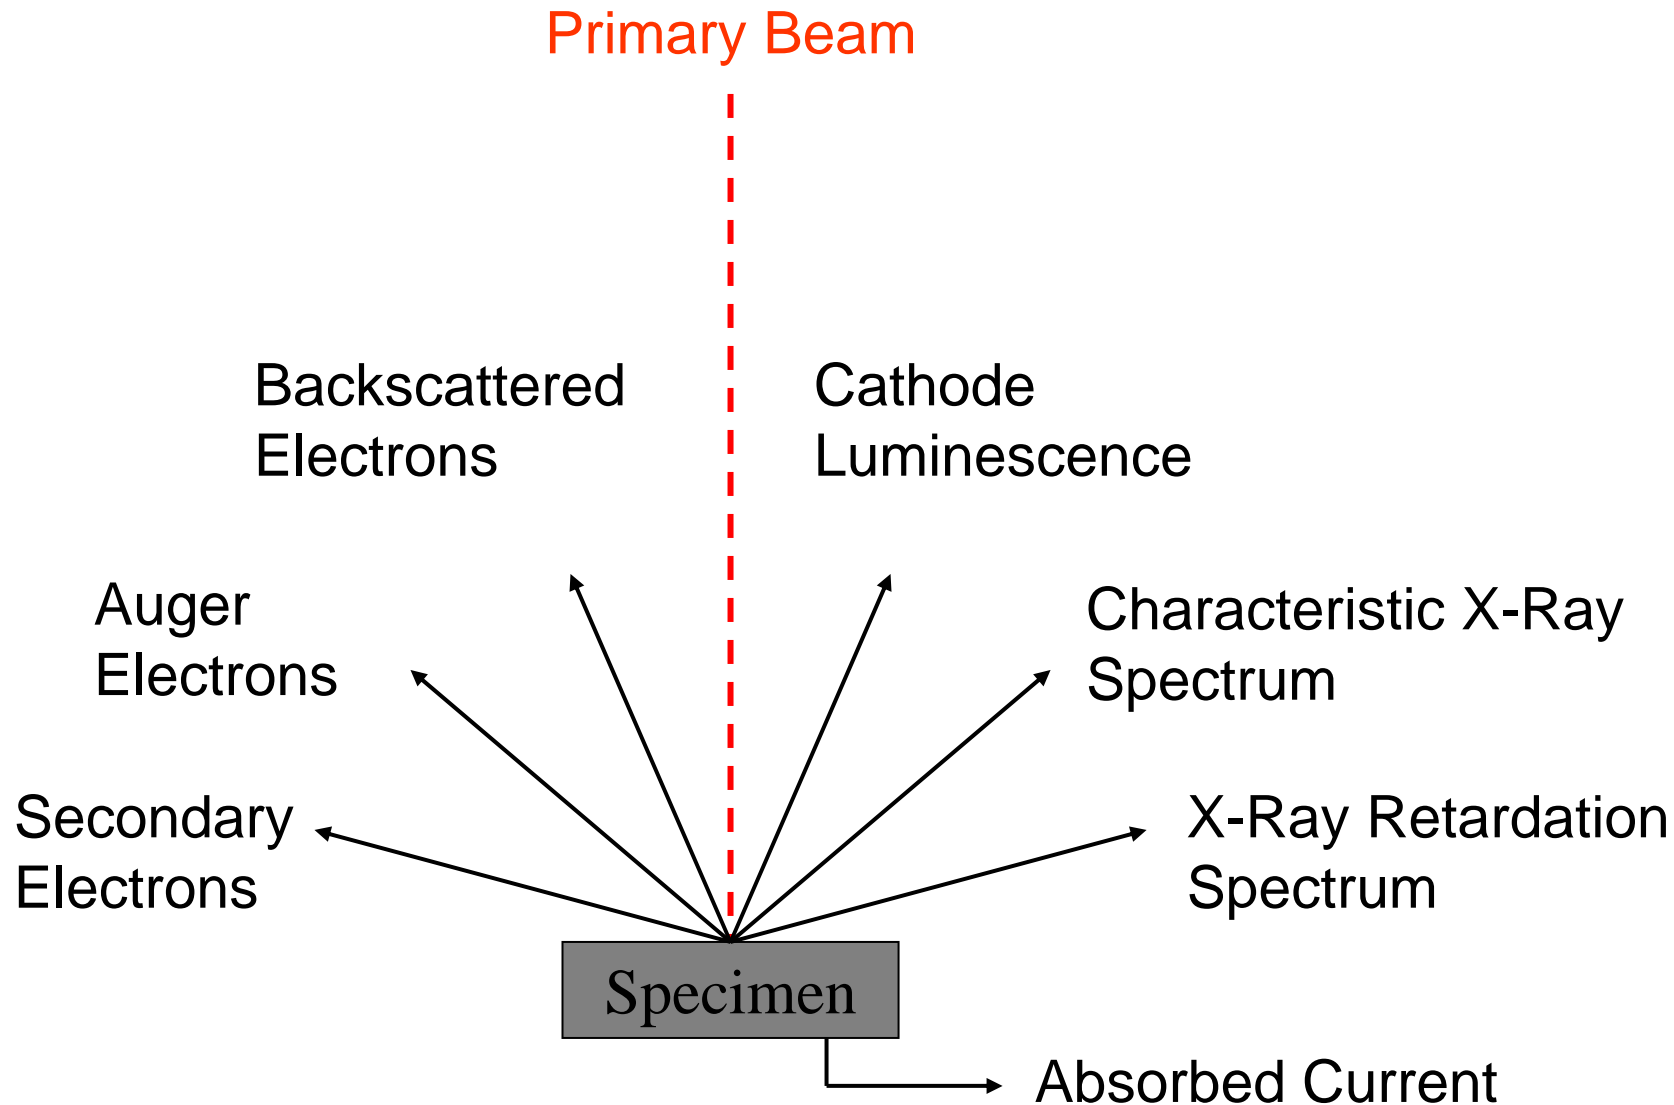 Primary Beam
Backscattered
Electrons
Cathode
Luminescence
Auger
Electrons
Characteristic X-Ray
Spectrum
Secondary
Electrons
X-Ray Retardation
Spectrum
Specimen
Absorbed Current